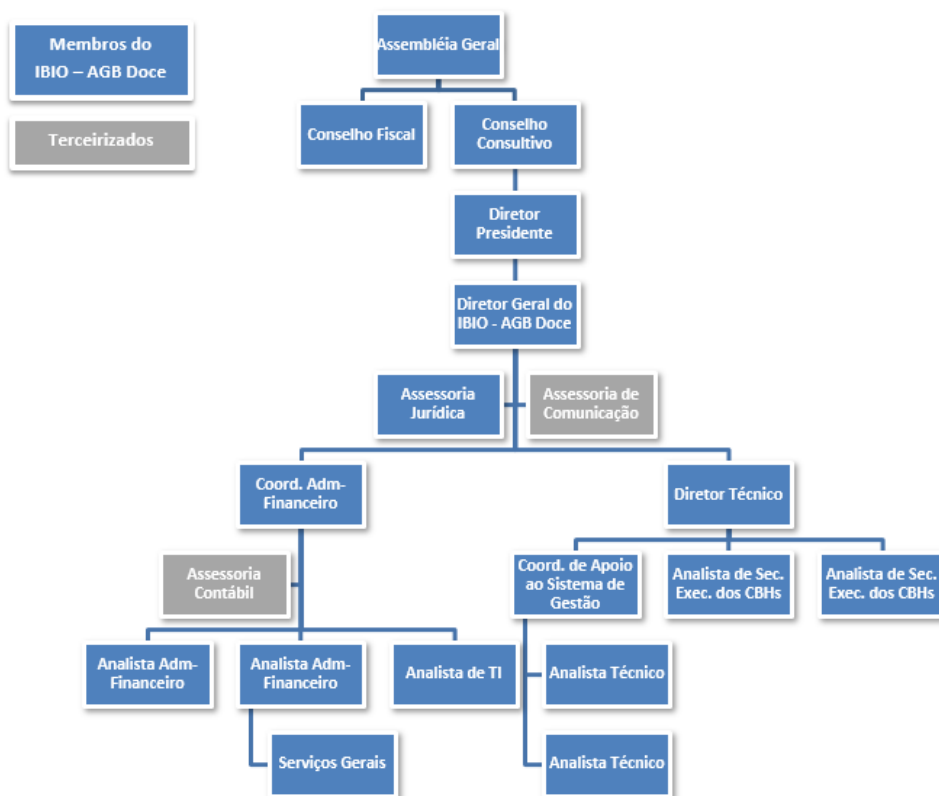 Membros do
IBIO – AGB Doce
Terceirizados
Assembléia Geral
Conselho Fiscal
Conselho
Consultivo
Diretor
Presidente
Diretor Geral do
IBIO - AGB Doce
Assessoria
Jurídica
Assessoria de
Comunicação
Coord. Adm-
Financeiro
Diretor Técnico
Assessoria
Contábil
Coord. de Apoio
ao Sistema de
Gestão
Analista de Sec.
Exec. dos CBHs
Analista de Sec.
Exec. dos CBHs
Analista Adm-
Financeiro
Analista Adm-
Financeiro
Analista de TI
Analista Técnico
Serviços Gerais
Analista Técnico